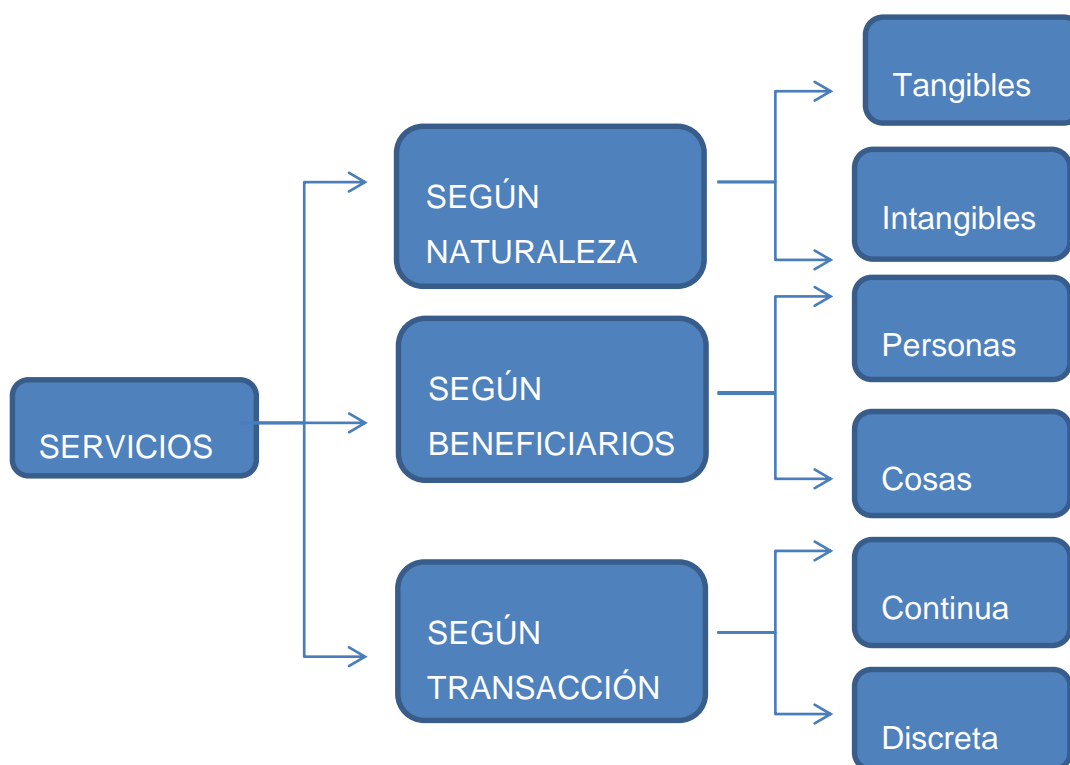 SERVICIOS
SEGÚN
NATURALEZA
Tangibles
Intangibles
SEGÚN
BENEFICIARIOS
Personas
Cosas
SEGÚN
TRANSACCIÓN
Continua
Discreta